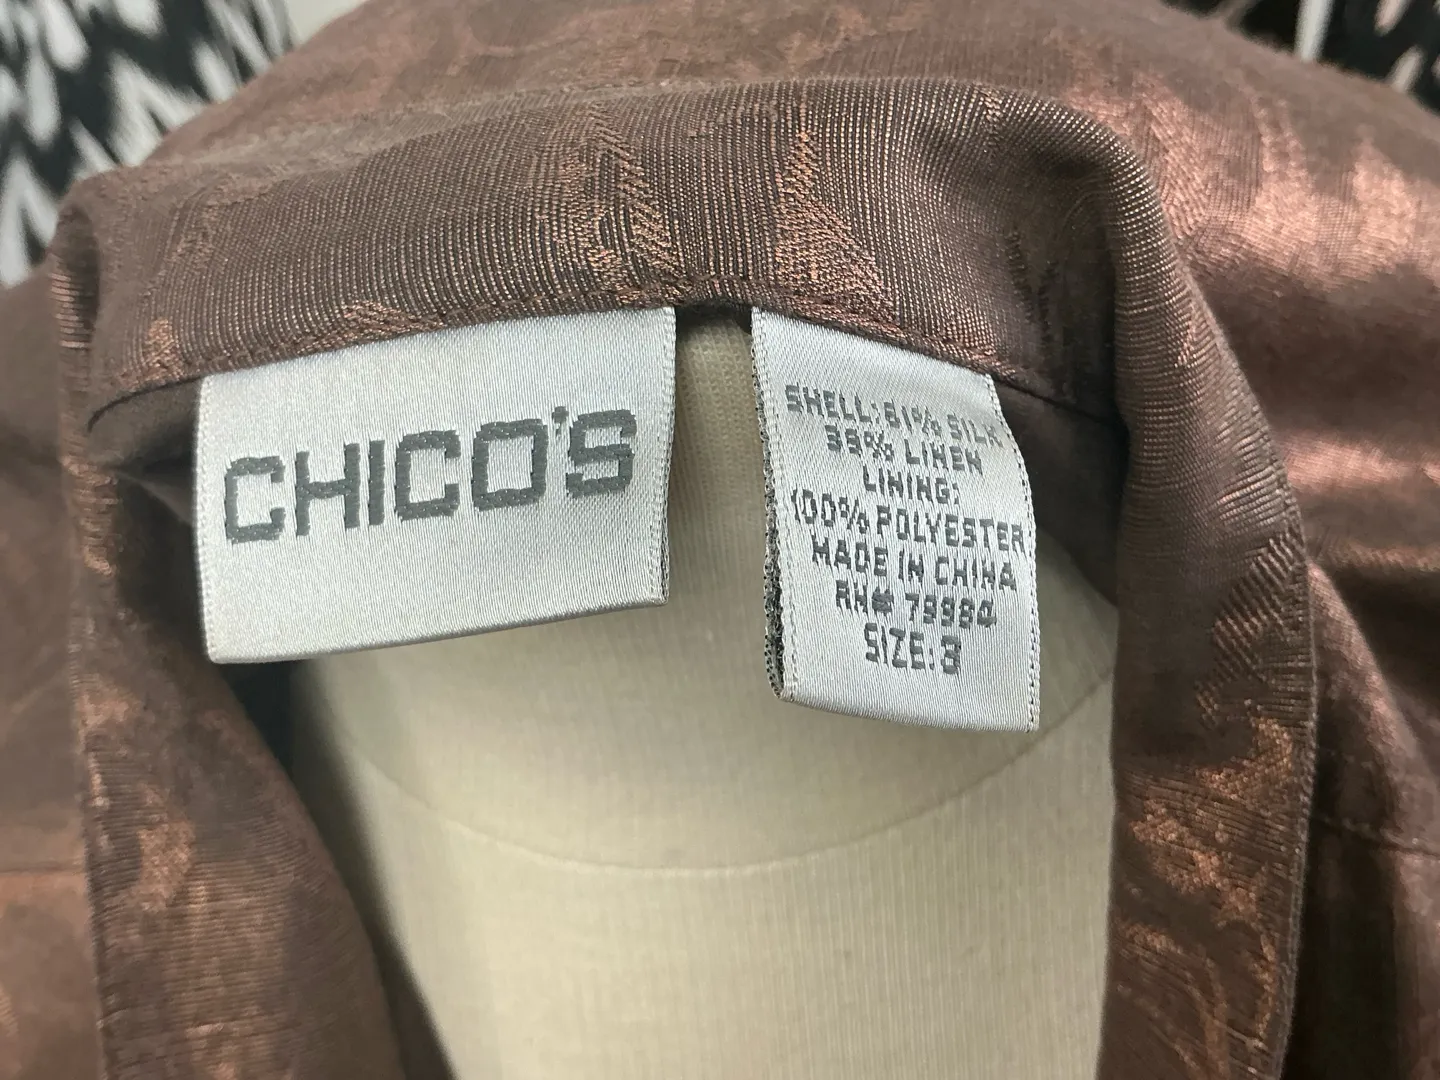 CHICO'S
SHELL: 61% SILK
39% LINEN
LINING:
100% POLYESTER
MADE IN CHINA
RN# 79984
SIZE: 3